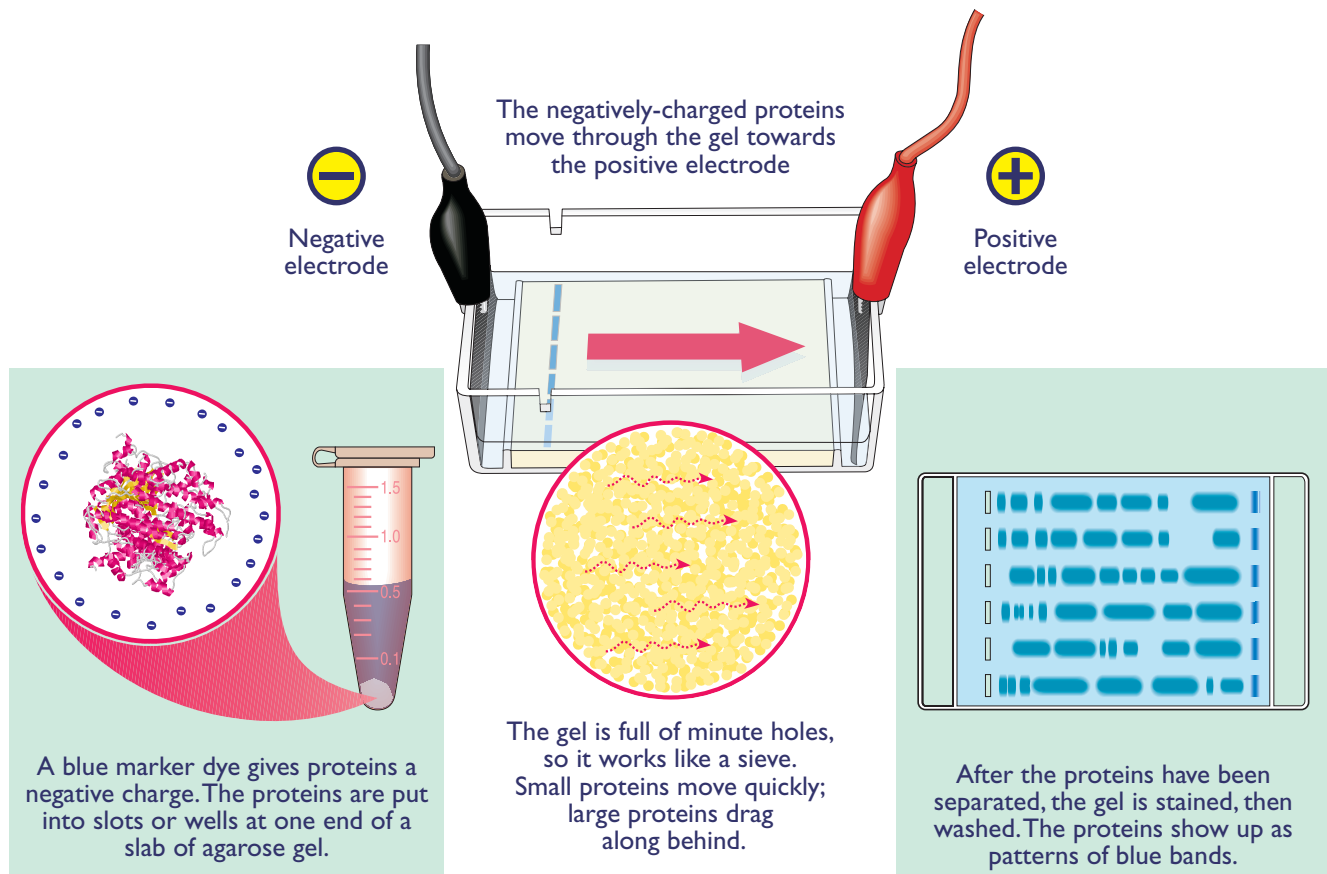 The negatively-charged proteins
move through the gel towards
the positive electrode
−
Negative
electrode
+
Positive
electrode
1.5
1.0
0.5
0.1
A blue marker dye gives proteins a
negative charge. The proteins are put
into slots or wells at one end of a
slab of agarose gel.
The gel is full of minute holes,
so it works like a sieve.
Small proteins move quickly;
large proteins drag
along behind.
After the proteins have been
separated, the gel is stained, then
washed. The proteins show up as
patterns of blue bands.